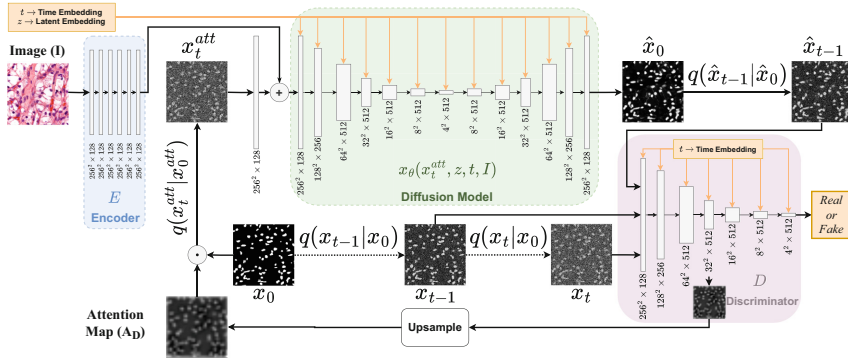 t → Time Embedding
z → Latent Embedding
Image (I)
x_t^{att}
x̂_0
x̂_{t−1}
q(x̂_{t−1}|x̂_0)
256² × 128
256² × 128
256² × 128
256² × 128
256² × 128
256² × 128
E
Encoder
256² × 128
+
256² × 128
128² × 256
64² × 512
32² × 512
16² × 512
8² × 512
4² × 512
8² × 512
16² × 512
32² × 512
64² × 512
128² × 256
256² × 128
x_θ(x_t^{att}, z, t, I)
Diffusion Model
t → Time Embedding
q(x_t^{att}|x_0^{att})
q(x_{t−1}|x_0)
q(x_t|x_0)
x_0
x_{t−1}
x_t
256² × 128
128² × 256
64² × 512
32² × 512
16² × 512
8² × 512
4² × 512
D
Discriminator
Real
or
Fake
Attention
Map (A_D)
Upsample